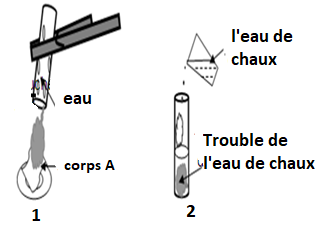 l'eau de
chaux
eau
Trouble de
l'eau de chaux
corps A
1
2